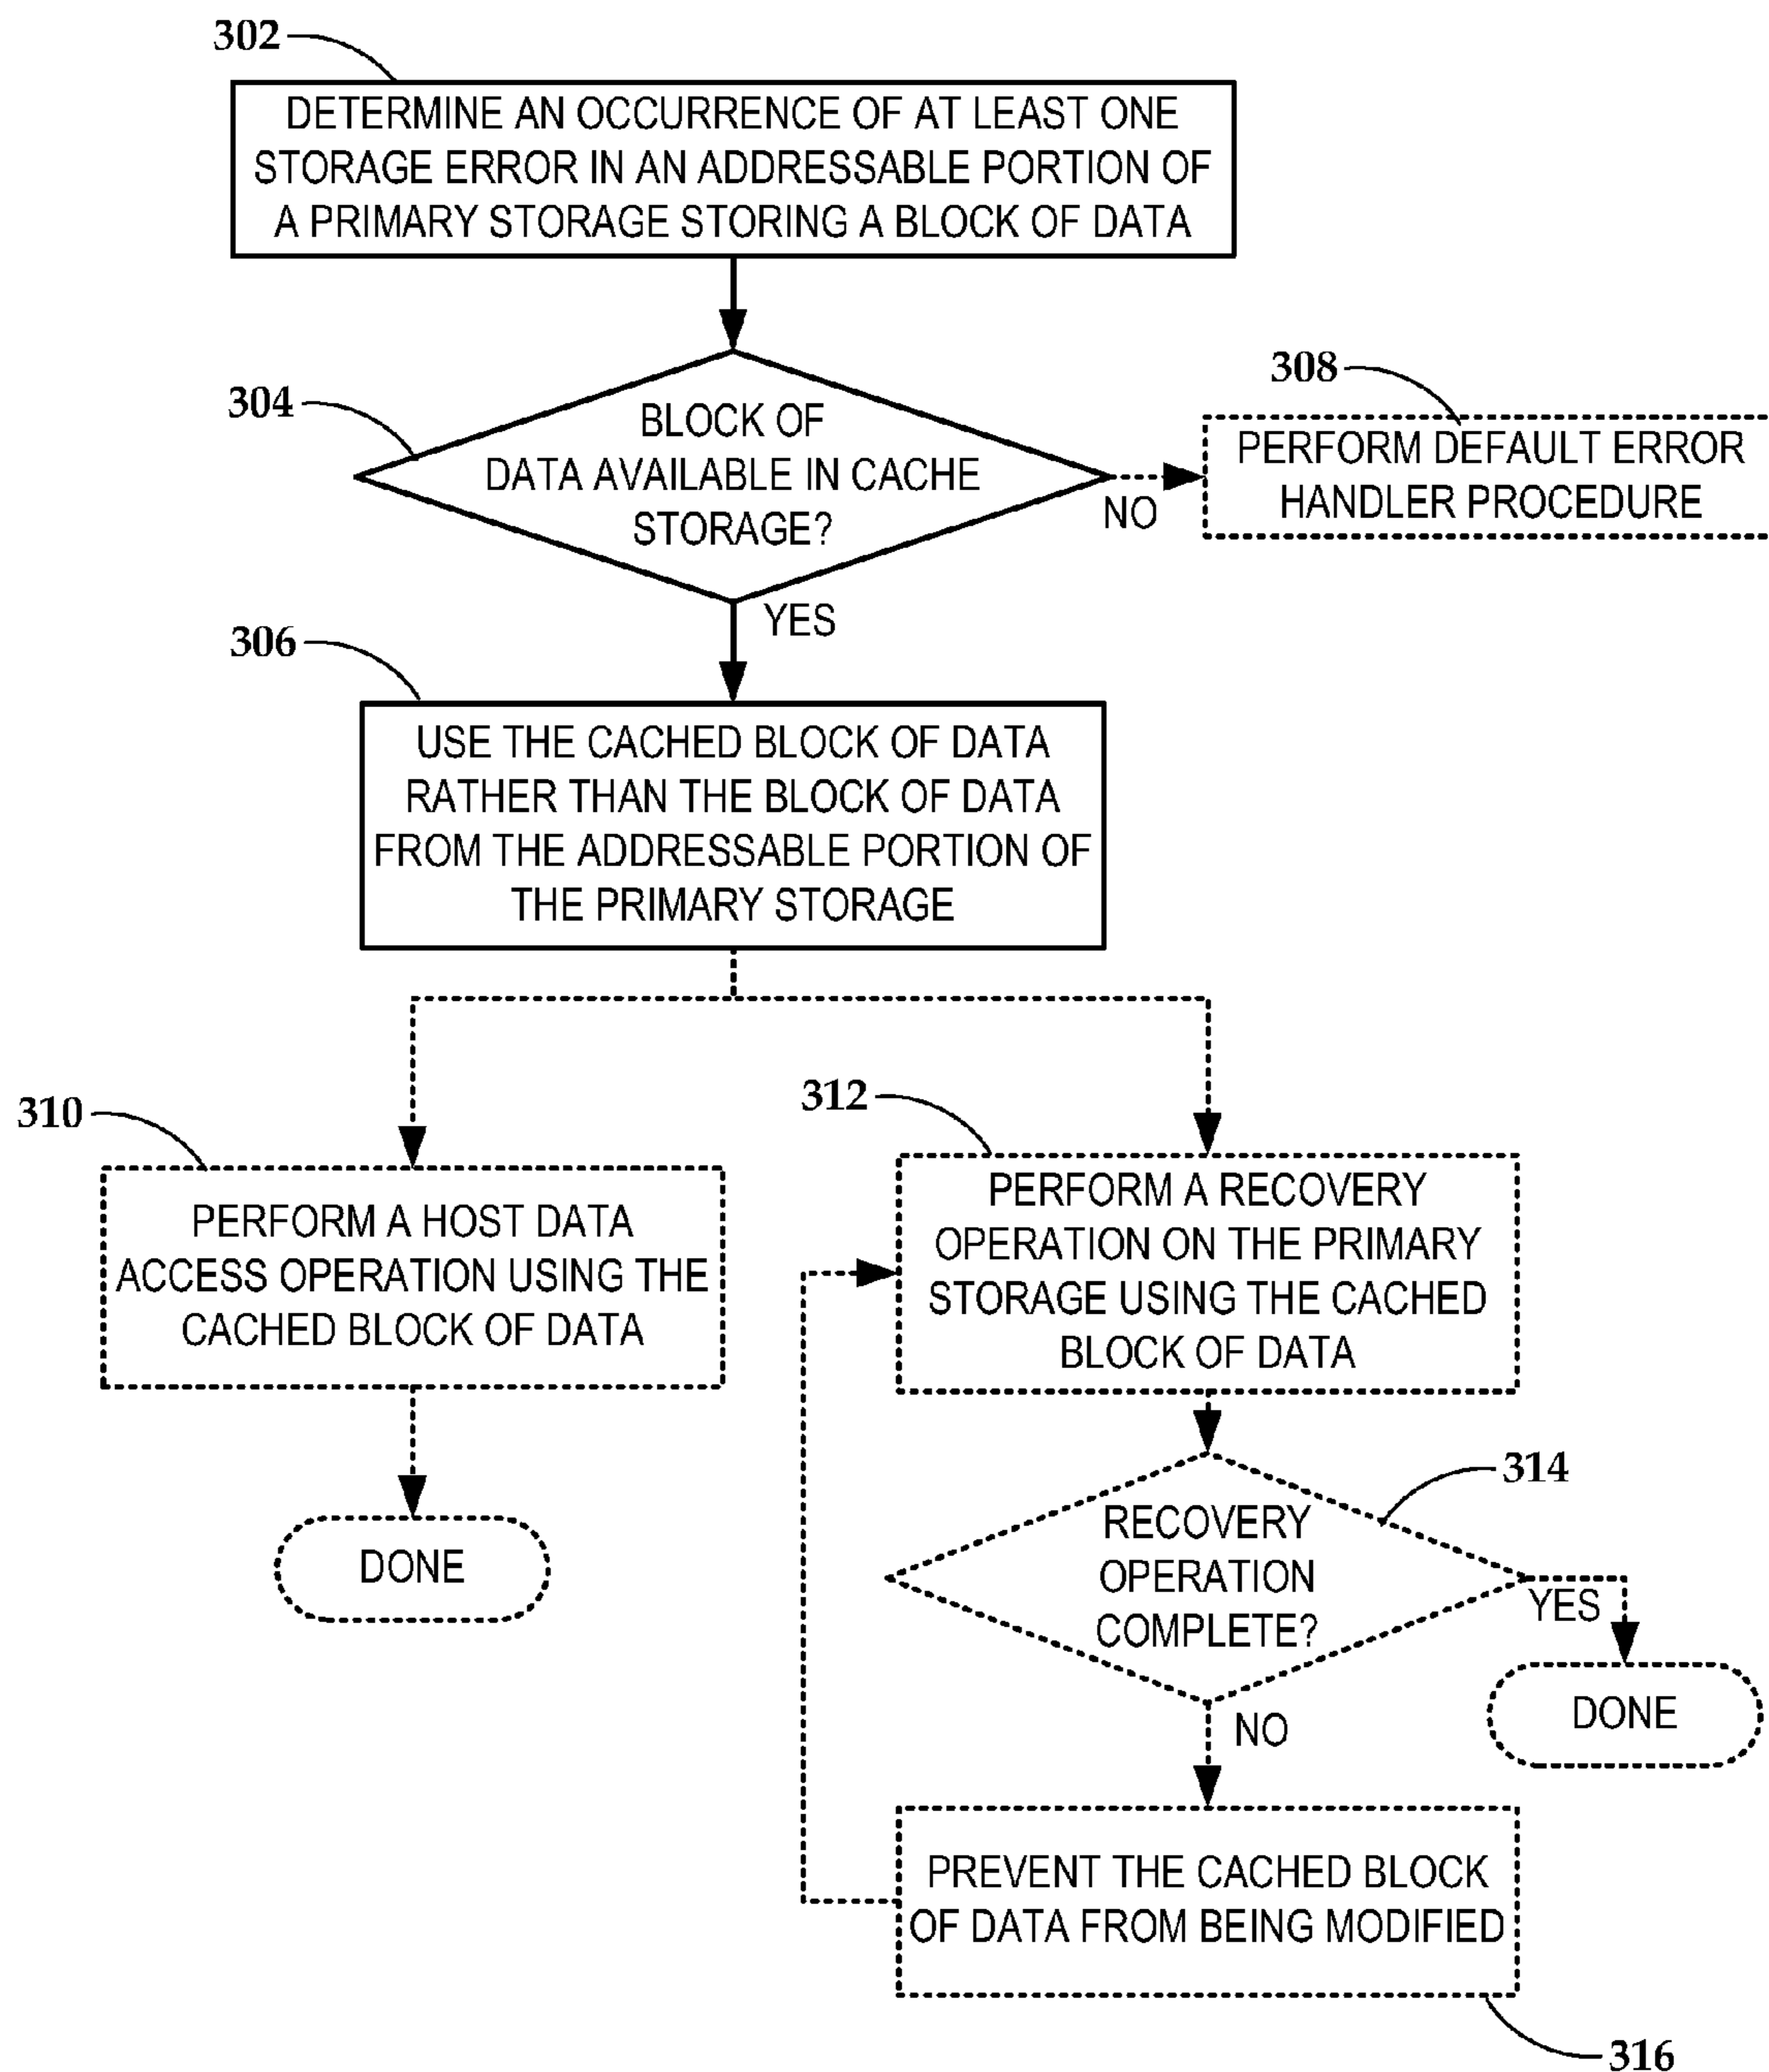 302
DETERMINE AN OCCURRENCE OF AT LEAST ONE
STORAGE ERROR IN AN ADDRESSABLE PORTION OF
A PRIMARY STORAGE STORING A BLOCK OF DATA
304
BLOCK OF
DATA AVAILABLE IN CACHE
STORAGE?
NO
308
PERFORM DEFAULT ERROR
HANDLER PROCEDURE
YES
306
USE THE CACHED BLOCK OF DATA
RATHER THAN THE BLOCK OF DATA
FROM THE ADDRESSABLE PORTION OF
THE PRIMARY STORAGE
310
PERFORM A HOST DATA
ACCESS OPERATION USING THE
CACHED BLOCK OF DATA
DONE
312
PERFORM A RECOVERY
OPERATION ON THE PRIMARY
STORAGE USING THE CACHED
BLOCK OF DATA
314
RECOVERY
OPERATION
COMPLETE?
YES
DONE
NO
PREVENT THE CACHED BLOCK
OF DATA FROM BEING MODIFIED
316